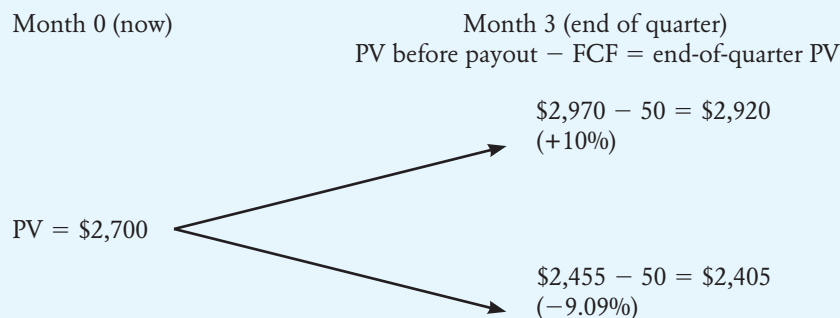 Month 0 (now)
Month 3 (end of quarter)
PV before payout − FCF = end-of-quarter PV
$2,970 − 50 = $2,920
(+10%)
PV = $2,700
$2,455 − 50 = $2,405
(−9.09%)